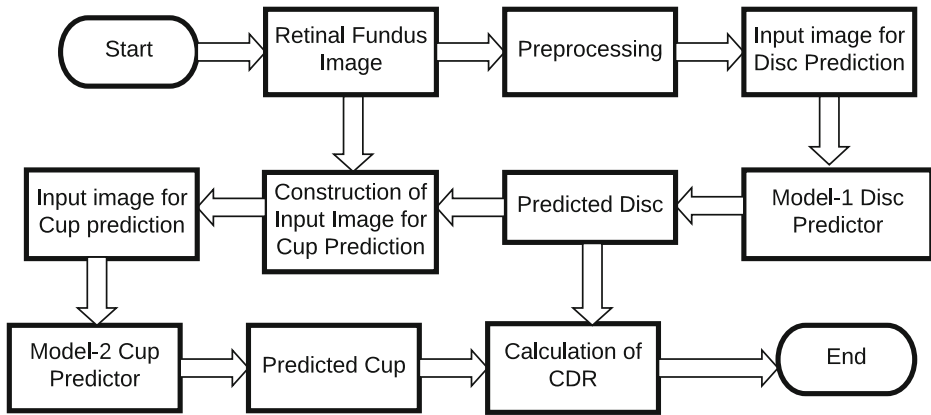 Start
Retinal Fundus
Image
Preprocessing
Input image for
Disc Prediction
Input image for
Cup prediction
Construction of
Input Image for
Cup Prediction
Predicted Disc
Model-1 Disc
Predictor
Model-2 Cup
Predictor
Predicted Cup
Calculation of
CDR
End